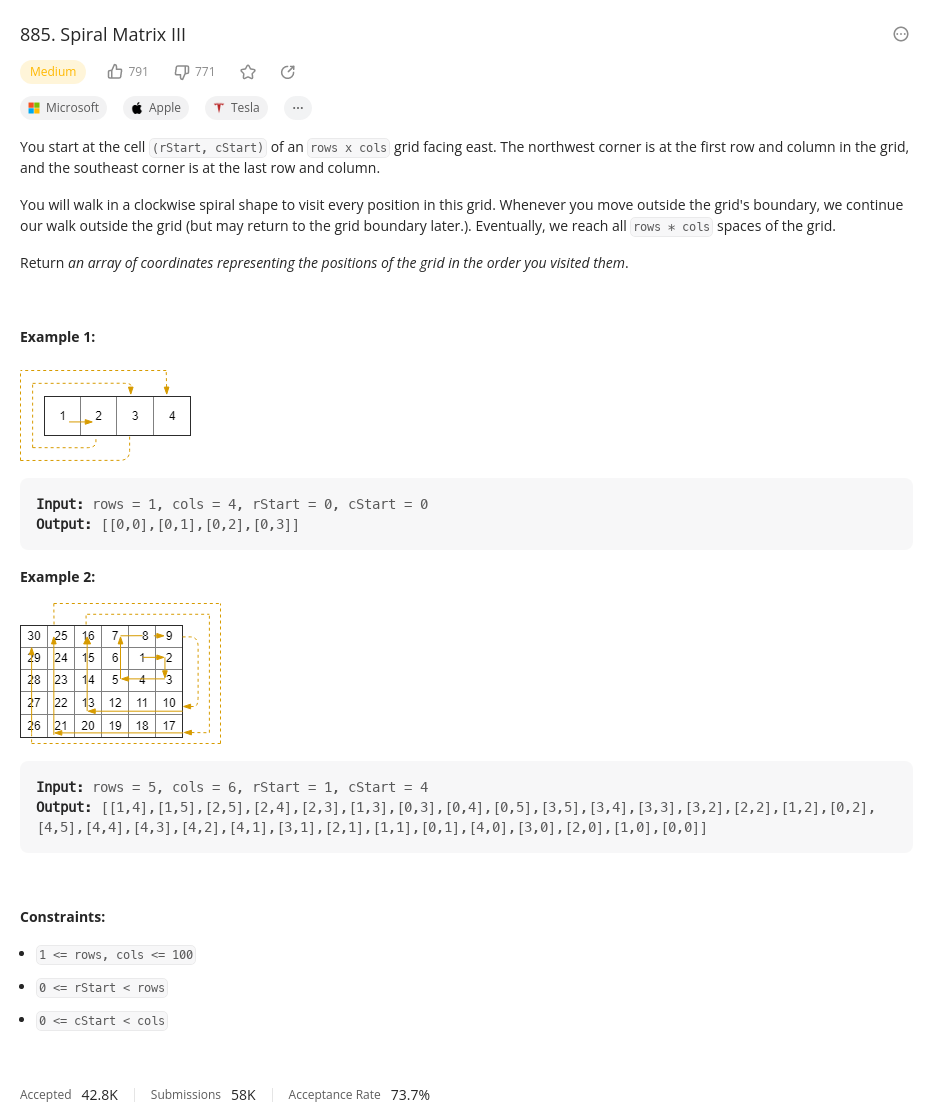 885. Spiral Matrix III
Medium 791 771
Microsoft Apple Tesla ...
You start at the cell (rStart, cStart) of an rows x cols grid facing east. The northwest corner is at the first row and column in the grid,
and the southeast corner is at the last row and column.
You will walk in a clockwise spiral shape to visit every position in this grid. Whenever you move outside the grid's boundary, we continue
our walk outside the grid (but may return to the grid boundary later.). Eventually, we reach all rows * cols spaces of the grid.
Return an array of coordinates representing the positions of the grid in the order you visited them.
Example 1:
1 2 3 4
Input: rows = 1, cols = 4, rStart = 0, cStart = 0
Output: [[0,0],[0,1],[0,2],[0,3]]
Example 2:
30 25 16 7 8 9
29 24 15 6 1 2
28 23 14 5 4 3
27 22 13 12 11 10
26 21 20 19 18 17
Input: rows = 5, cols = 6, rStart = 1, cStart = 4
Output: [[1,4],[1,5],[2,5],[2,4],[2,3],[1,3],[0,3],[0,4],[0,5],[3,5],[3,4],[3,3],[3,2],[2,2],[1,2],[0,2],
[4,5],[4,4],[4,3],[4,2],[4,1],[3,1],[2,1],[1,1],[0,1],[4,0],[3,0],[2,0],[1,0],[0,0]]
Constraints:
1 <= rows, cols <= 100
0 <= rStart < rows
0 <= cStart < cols
Accepted 42.8K Submissions 58K Acceptance Rate 73.7%